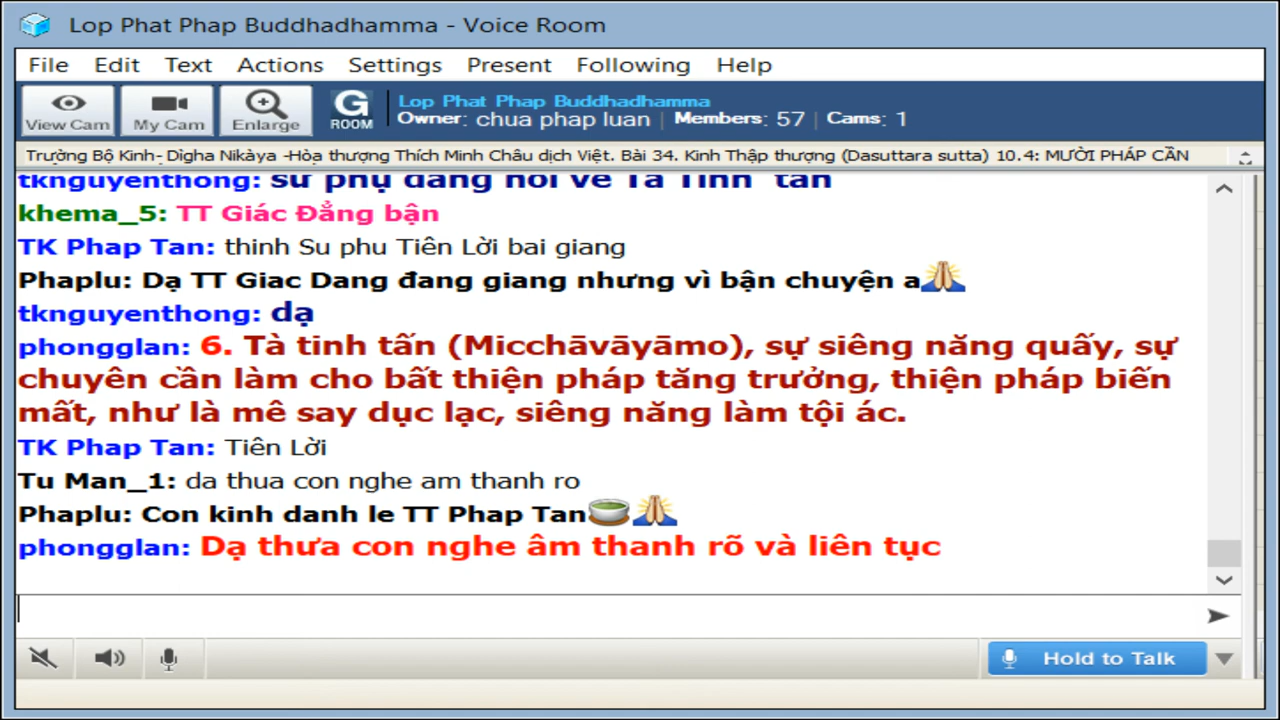 Lop Phat Phap Buddhadhamma - Voice Room
File Edit Text Actions Settings Present Following Help
View Cam My Cam Enlarge G ROOM Lop Phat Phap Buddhadhamma
Owner: chua phap luan | Members: 57 | Cams: 1
Trường Bộ Kinh- Dìgha Nikàya -Hòa thượng Thích Minh Châu dịch Việt. Bài 34. Kinh Thập thượng (Dasuttara sutta) 10.4: MƯỜI PHÁP CẦN
tknguyenthong: sư phụ đang nói về Tà Tinh tấn
khema_5: TT Giác Đẳng bận
TK Phap Tan: thinh Su phu Tiên Lời bai giang
Phaplu: Dạ TT Giac Dang đang giang nhưng vì bận chuyện a🙏
tknguyenthong: dạ
phongglan: 6. Tà tinh tấn (Micchāvāyāmo), sự siêng năng quấy, sự
chuyên cần làm cho bất thiện pháp tăng trưởng, thiện pháp biến
mất, như là mê say dục lạc, siêng năng làm tội ác.
TK Phap Tan: Tiên Lời
Tu Man_1: da thua con nghe am thanh ro
Phaplu: Con kinh danh le TT Phap Tan🍵🙏
phongglan: Dạ thưa con nghe âm thanh rõ và liên tục
Hold to Talk